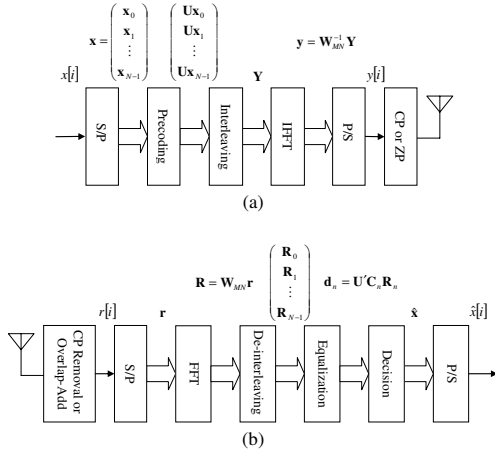 x = ( x_0 x_1 ⋮ x_{N-1} ) ( Ux_0 Ux_1 ⋮ Ux_{N-1} ) y = W_{MN}^{-1} Y
x[i] Y y[i]
S/P Precoding Interleaving IFFT P/S CP or ZP
(a)
R = W_{MN} r ( R_0 R_1 ⋮ R_{N-1} ) d_n = U'C_n R_n
r[i] r x̂ x̂[i]
CP Removal or
Overlap-Add
S/P FFT De-interleaving Equalization Decision P/S
(b)